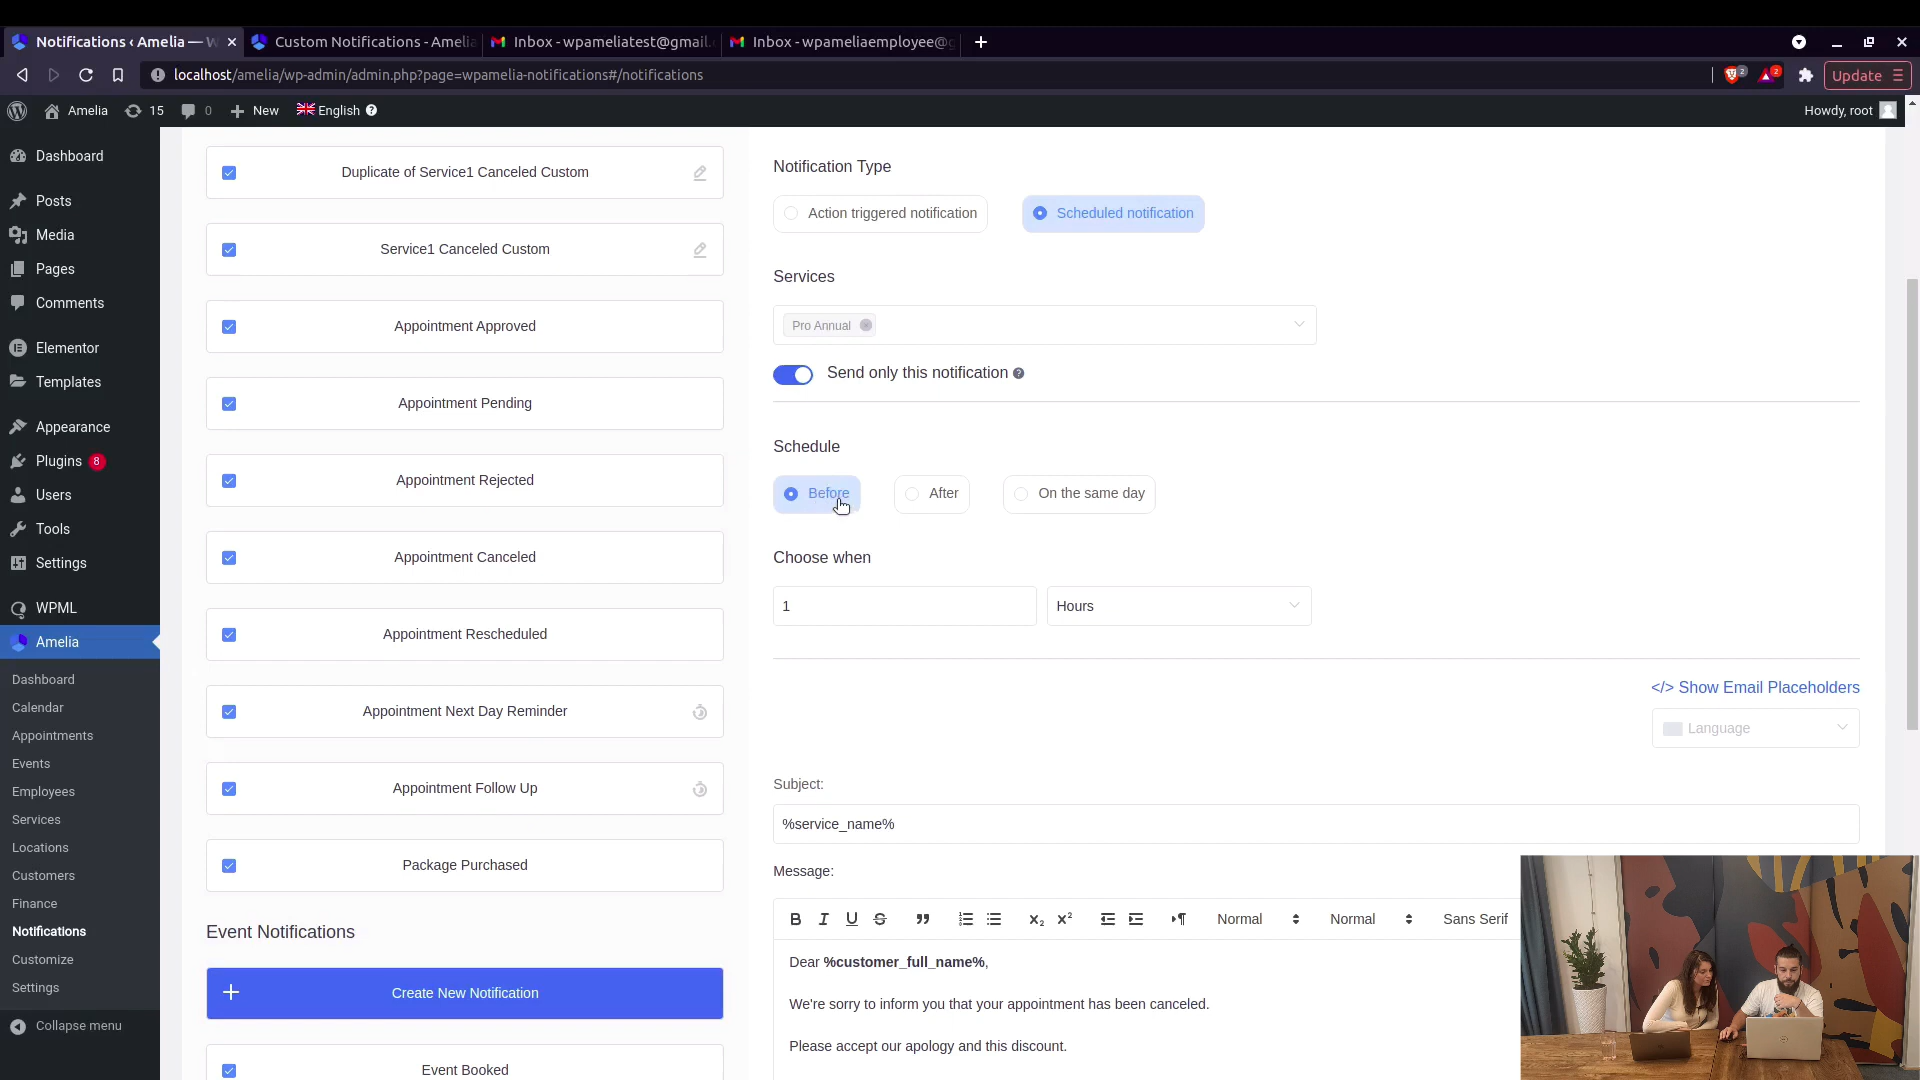 Notifications ‹ Amelia — W
Custom Notifications - Amelia
Inbox - wpameliatest@gmail.
Inbox - wpameliaemployee@g
localhost/amelia/wp-admin/admin.php?page=wpamelia-notifications#/notifications
2
2
Update
Amelia
15
0
New
English
Howdy, root
Dashboard
Posts
Media
Pages
Comments
Elementor
Templates
Appearance
Plugins 8
Users
Tools
Settings
WPML
Amelia
Dashboard
Calendar
Appointments
Events
Employees
Services
Locations
Customers
Finance
Notifications
Customize
Settings
Collapse menu
Duplicate of Service1 Canceled Custom
Service1 Canceled Custom
Appointment Approved
Appointment Pending
Appointment Rejected
Appointment Canceled
Appointment Rescheduled
Appointment Next Day Reminder
Appointment Follow Up
Package Purchased
Event Notifications
Create New Notification
Event Booked
Notification Type
Action triggered notification
Scheduled notification
Services
Pro Annual
Send only this notification
Schedule
Before
After
On the same day
Choose when
1
Hours
</> Show Email Placeholders
Language
Subject:
%service_name%
Message:
Normal
Normal
Sans Serif
Dear %customer_full_name%,
We're sorry to inform you that your appointment has been canceled.
Please accept our apology and this discount.